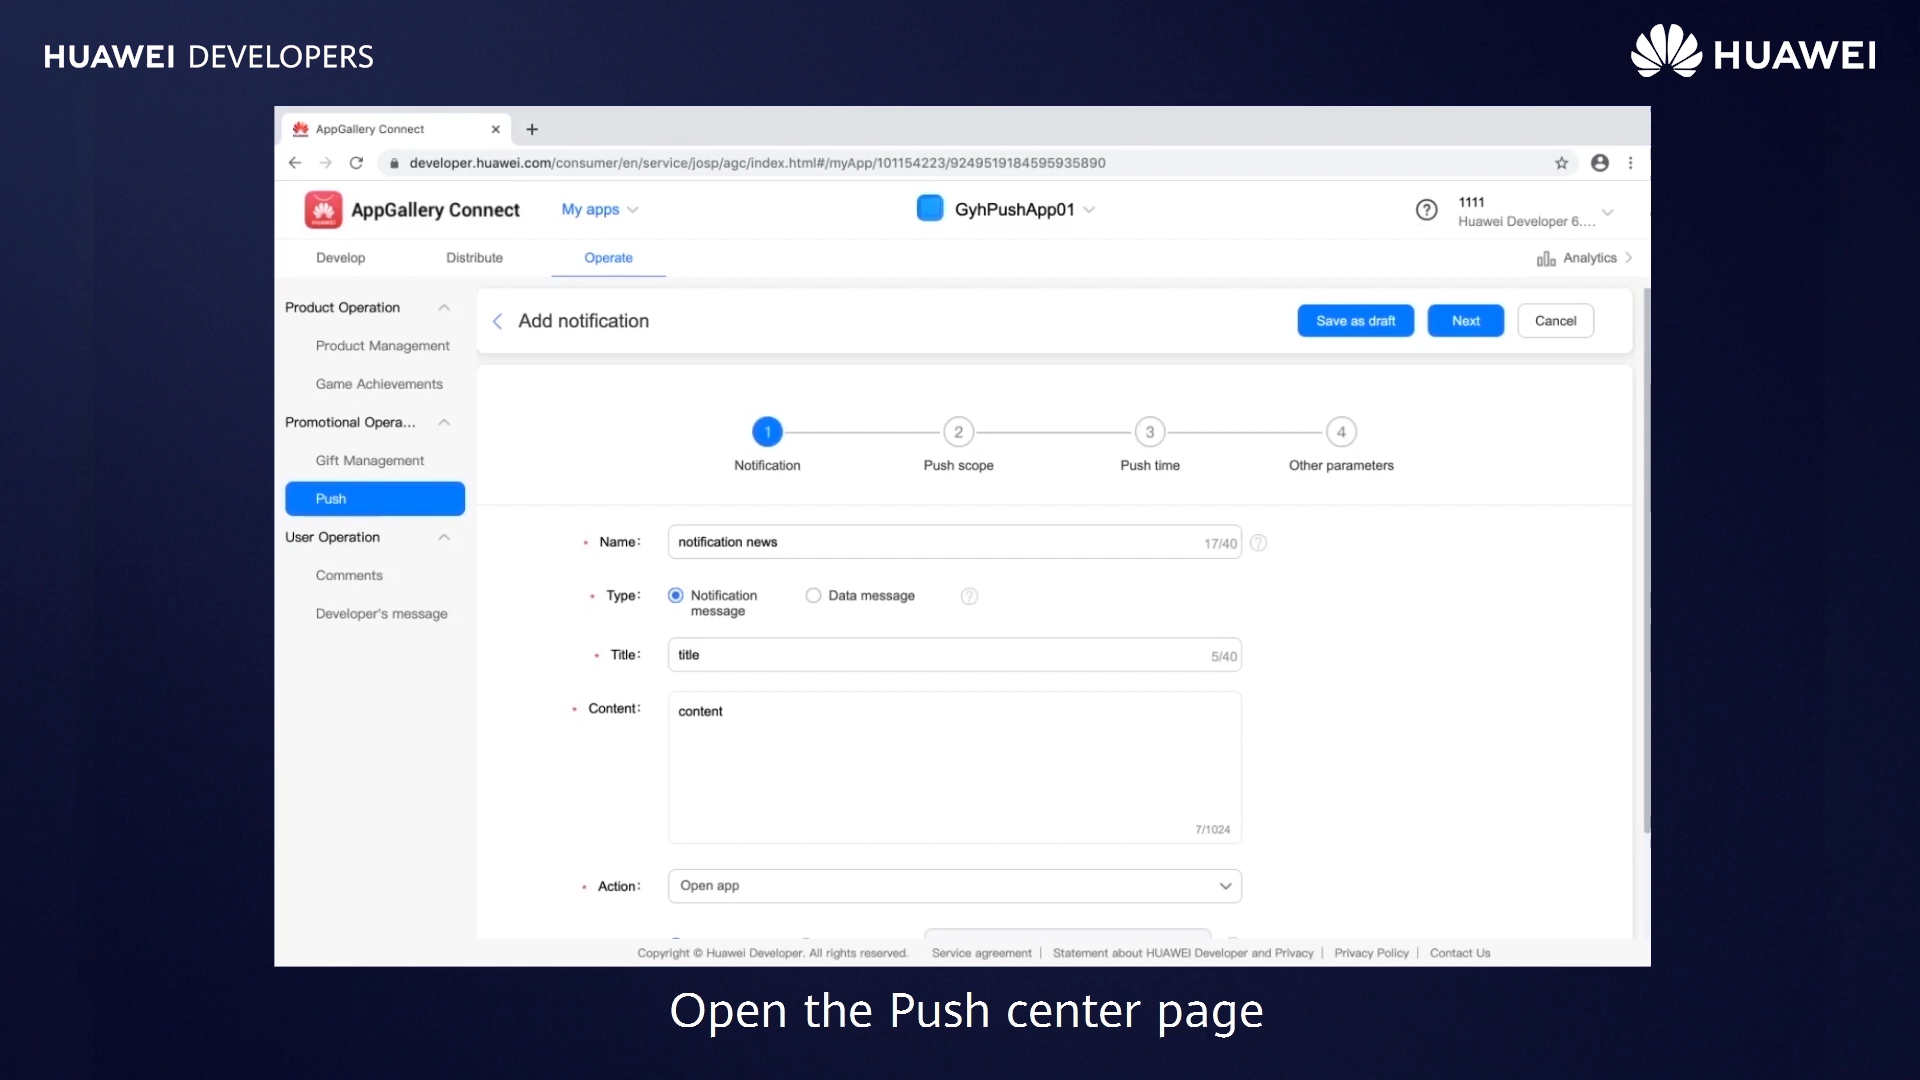 HUAWEI DEVELOPERS
HUAWEI
AppGallery Connect
developer.huawei.com/consumer/en/service/josp/agc/index.html#/myApp/101154223/9249519184595935890
HUAWEI
AppGallery Connect
My apps
GyhPushApp01
1111
Huawei Developer 6....
Develop
Distribute
Operate
Analytics
Product Operation
Product Management
Game Achievements
Promotional Opera...
Gift Management
Push
User Operation
Comments
Developer's message
Add notification
Save as draft
Next
Cancel
1
2
3
4
Notification
Push scope
Push time
Other parameters
* Name:
notification news
17/40
* Type:
Notification message
Data message
* Title:
title
5/40
* Content:
content
7/1024
* Action:
Open app
Copyright © Huawei Developer. All rights reserved.
Service agreement | Statement about HUAWEI Developer and Privacy | Privacy Policy | Contact Us
Open the Push center page